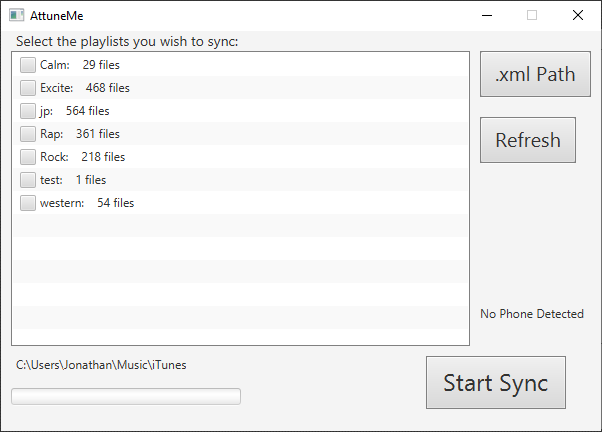 AttuneMe
Select the playlists you wish to sync:
Calm: 29 files
Excite: 468 files
jp: 564 files
Rap: 361 files
Rock: 218 files
test: 1 files
western: 54 files
.xml Path
Refresh
No Phone Detected
C:\Users\Jonathan\Music\iTunes
Start Sync